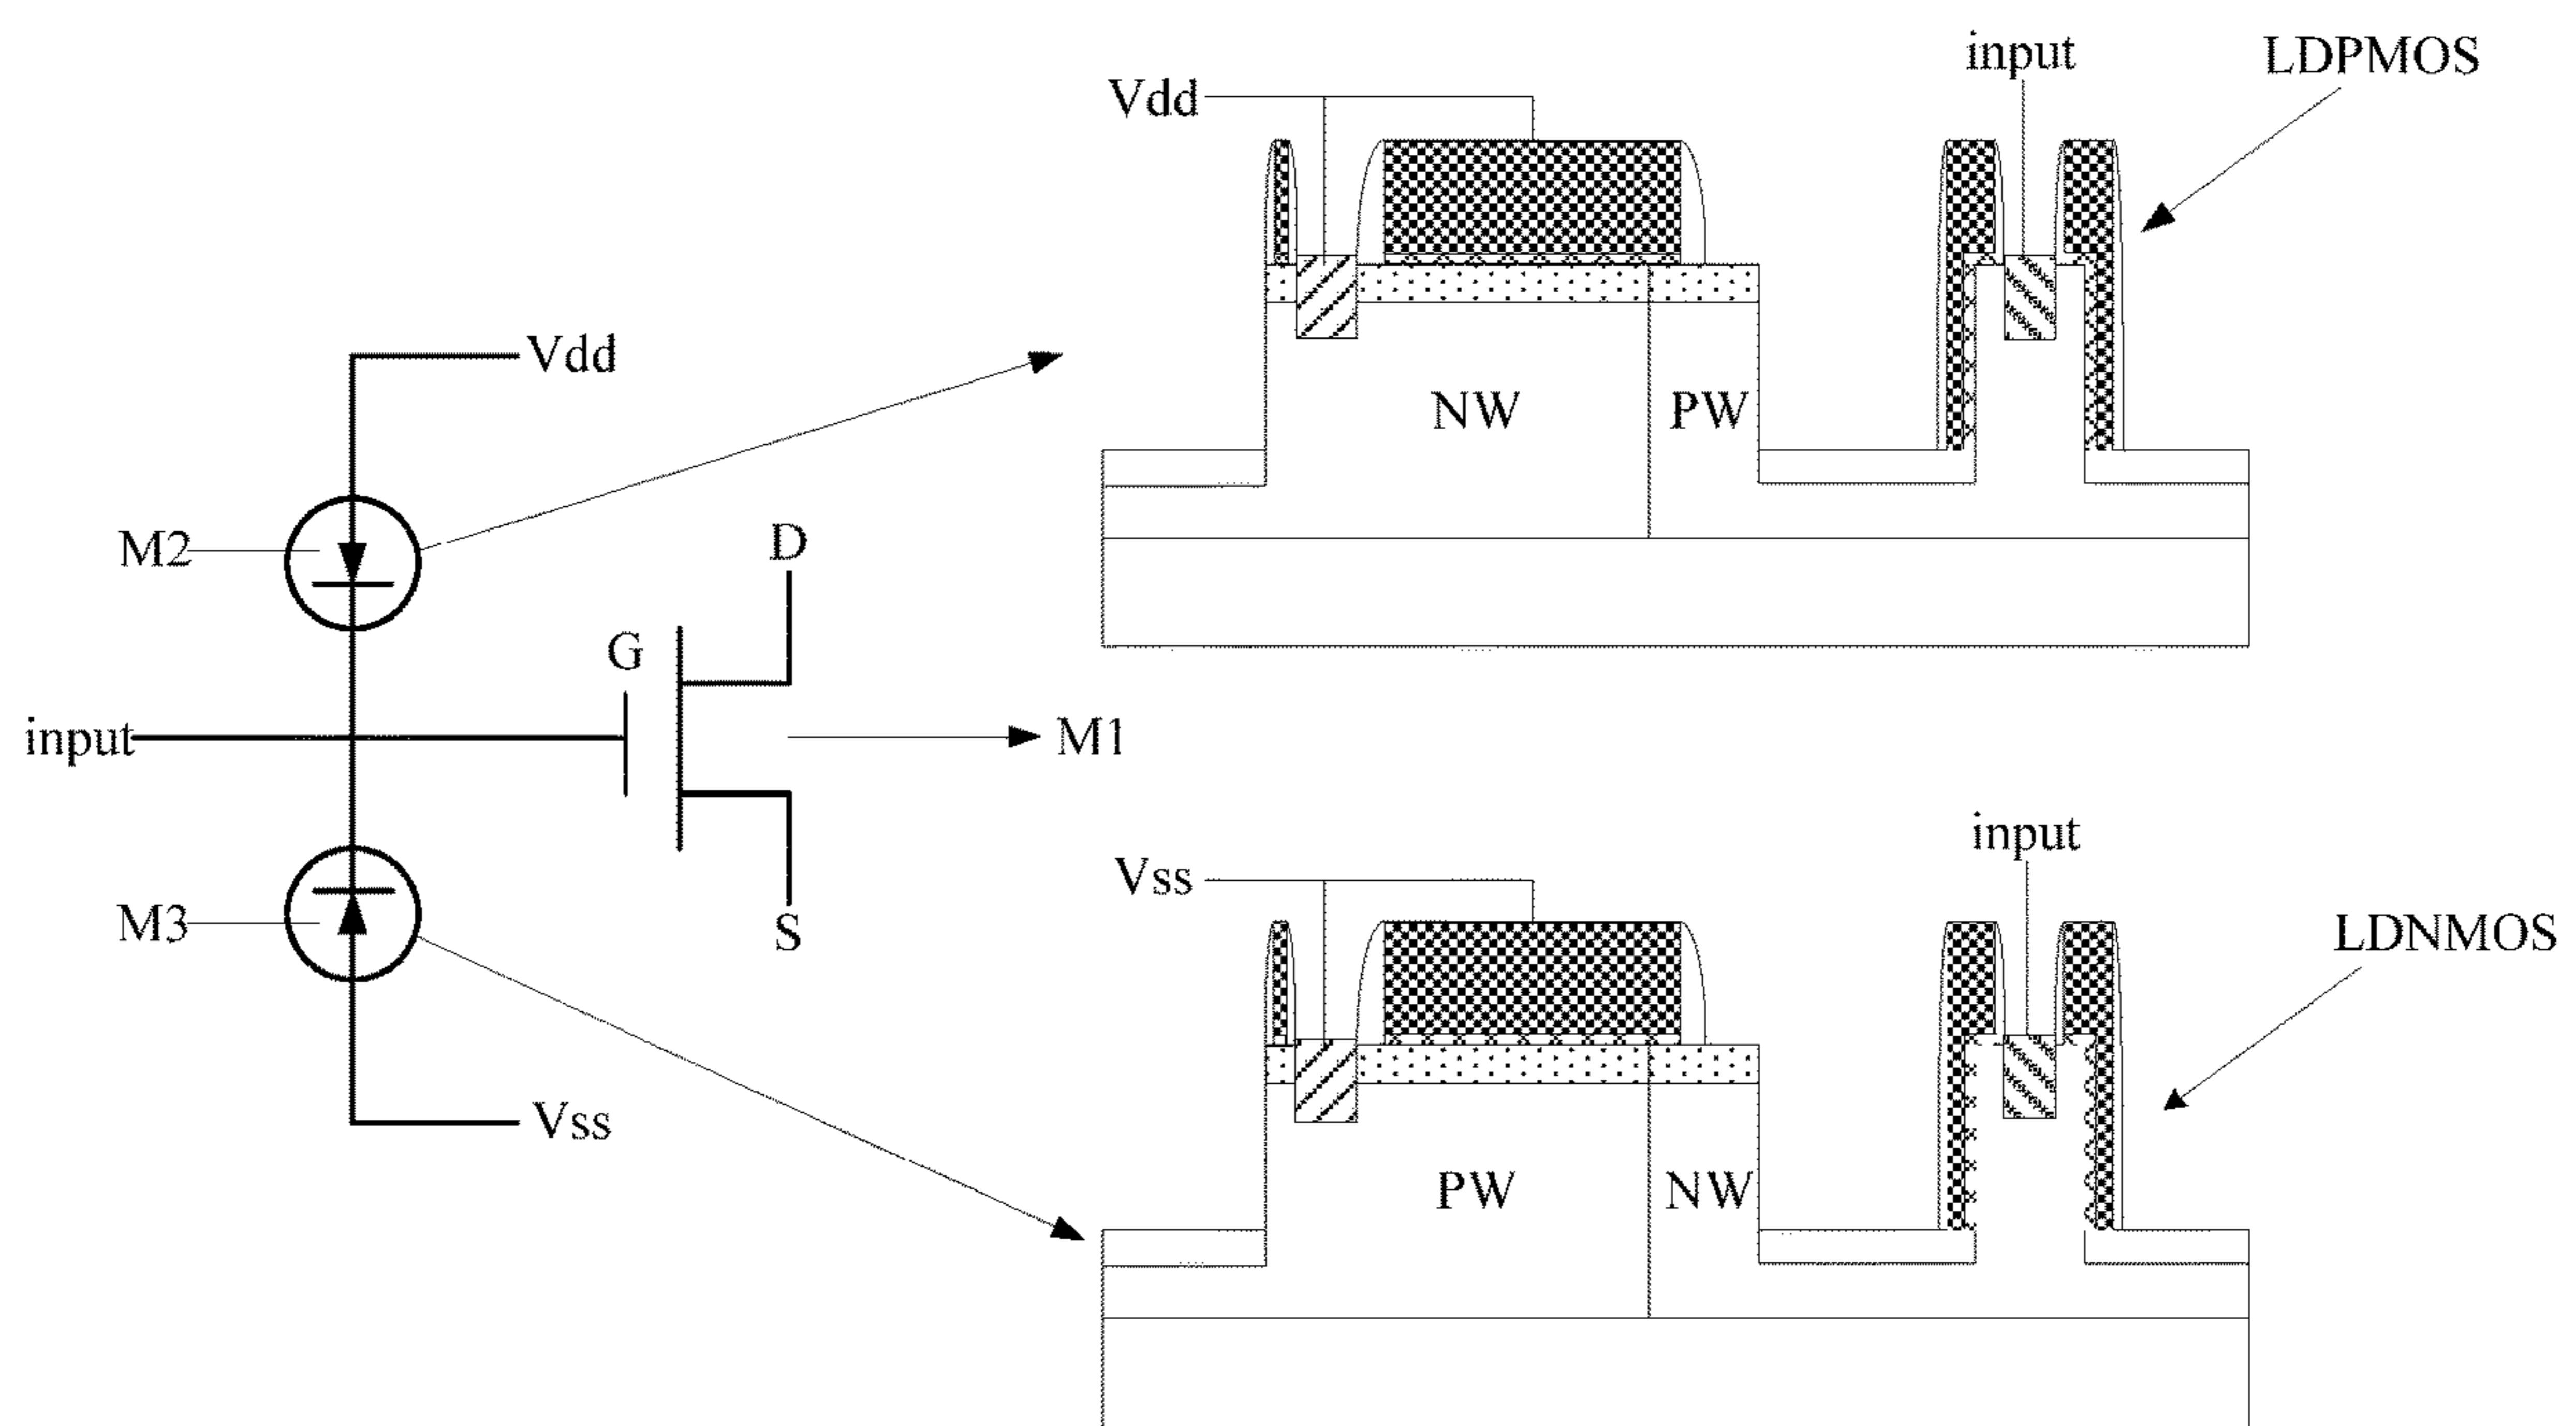 input
LDPMOS
Vdd
Vdd
NW
PW
M2
D
G
input
M1
input
Vss
M3
S
LDNMOS
Vss
PW
NW